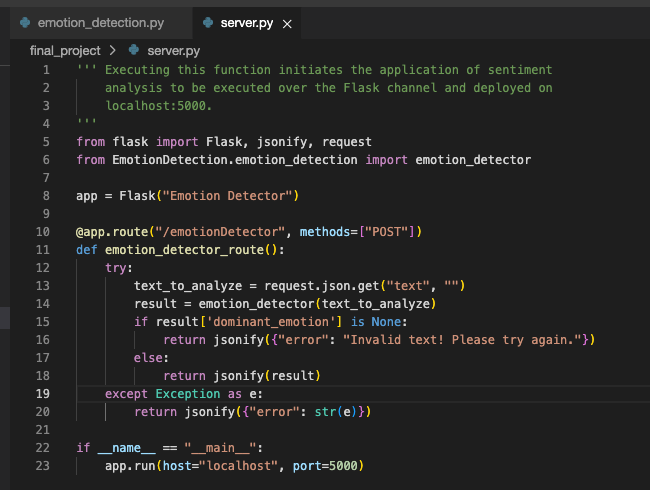 emotion_detection.py server.py ×
final_project > server.py
1 ''' Executing this function initiates the application of sentiment
2 analysis to be executed over the Flask channel and deployed on
3 localhost:5000.
4 '''
5 from flask import Flask, jsonify, request
6 from EmotionDetection.emotion_detection import emotion_detector
7
8 app = Flask("Emotion Detector")
9
10 @app.route("/emotionDetector", methods=["POST"])
11 def emotion_detector_route():
12     try:
13         text_to_analyze = request.json.get("text", "")
14         result = emotion_detector(text_to_analyze)
15         if result['dominant_emotion'] is None:
16             return jsonify({"error": "Invalid text! Please try again."})
17         else:
18             return jsonify(result)
19     except Exception as e:
20         return jsonify({"error": str(e)})
21
22 if __name__ == "__main__":
23     app.run(host="localhost", port=5000)